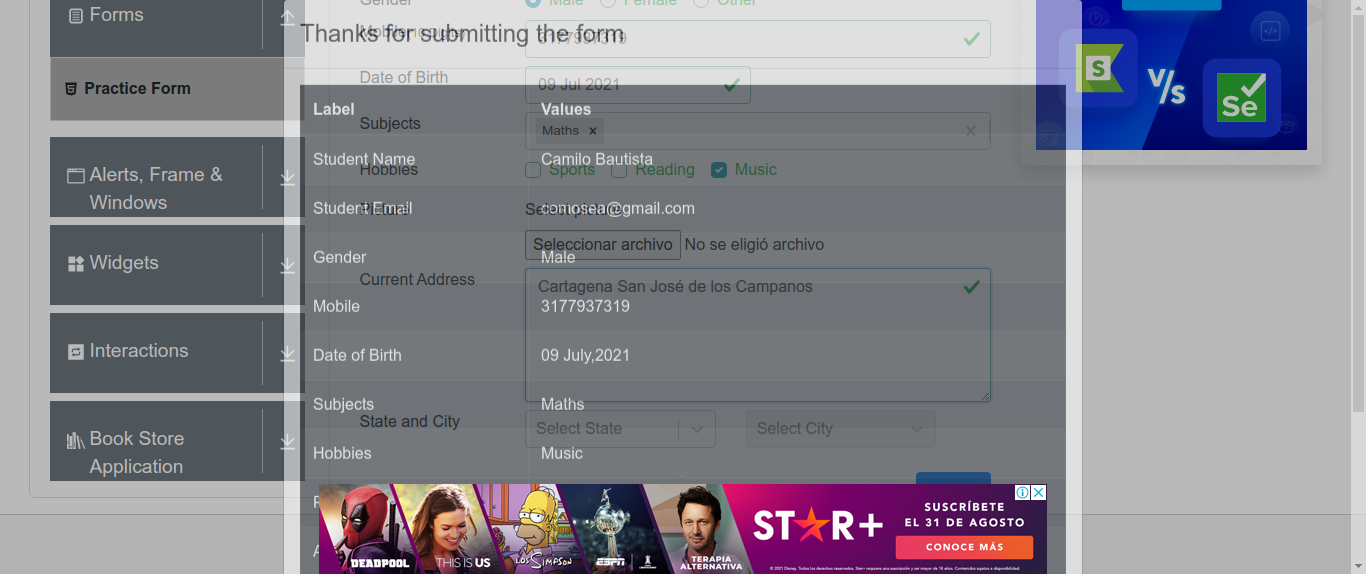 Forms
Gender
Male
Female
Other
Thanks for submitting the form
Mobile
3177937319
Practice Form
Date of Birth
09 Jul 2021
Label
Values
Subjects
Maths
Student Name
Camilo Bautista
Hobbies
Sports
Reading
Music
Alerts, Frame &
Windows
Student Email
comosea@gmail.com
Picture
Seleccionar archivo
No se eligió archivo
Gender
Male
Widgets
Current Address
Cartagena San José de los Campanos
Mobile
3177937319
Interactions
Date of Birth
09 July,2021
Subjects
Maths
State and City
Select State
Select City
Book Store
Application
Hobbies
Music
S
V/s
Se
DEADPOOL
THIS IS US
LOS SIMPSON
ESPN
TERAPIA
ALTERNATIVA
STAR+
SUSCRÍBETE
EL 31 DE AGOSTO
CONOCE MÁS